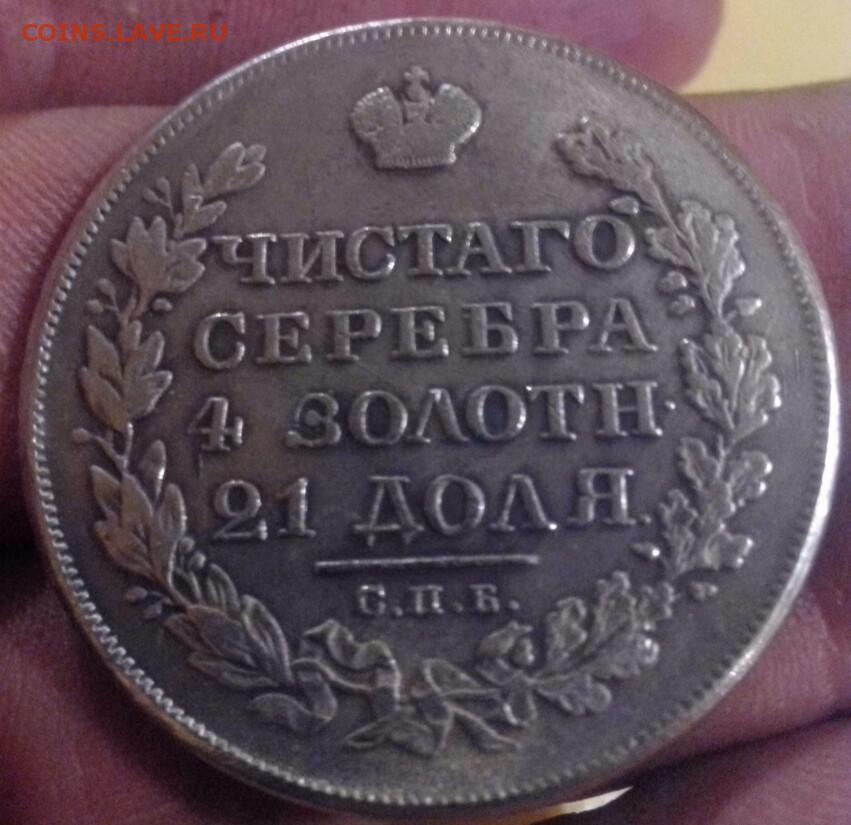 COINS.LAVE.RU
ЧИСТАГО
СЕРЕБРА
4 ЗОЛОТН.
21 ДОЛЯ.
С.П.Б.